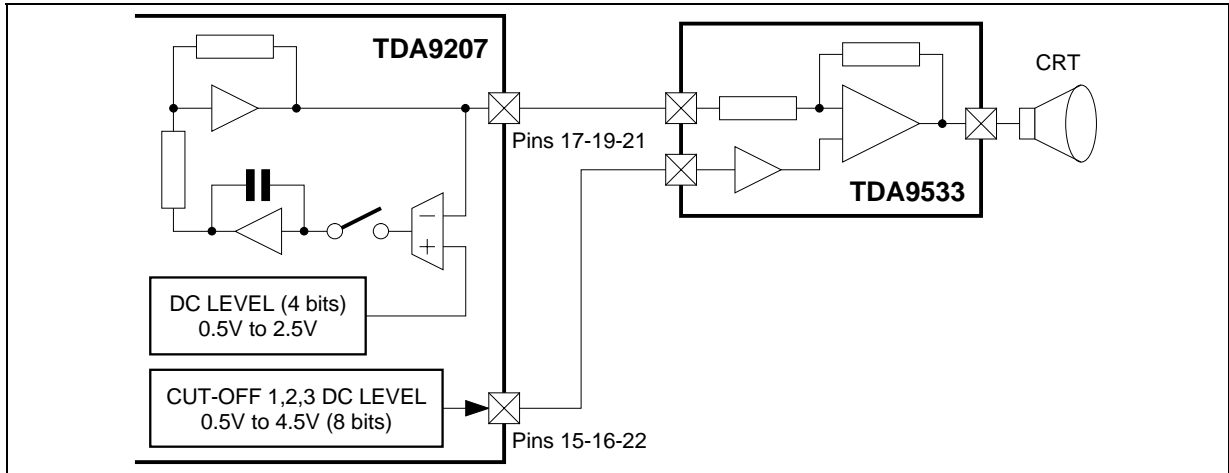 TDA9207
CRT
Pins 17-19-21
TDA9533
−
+
DC LEVEL (4 bits)
0.5V to 2.5V
CUT-OFF 1,2,3 DC LEVEL
0.5V to 4.5V (8 bits)
Pins 15-16-22